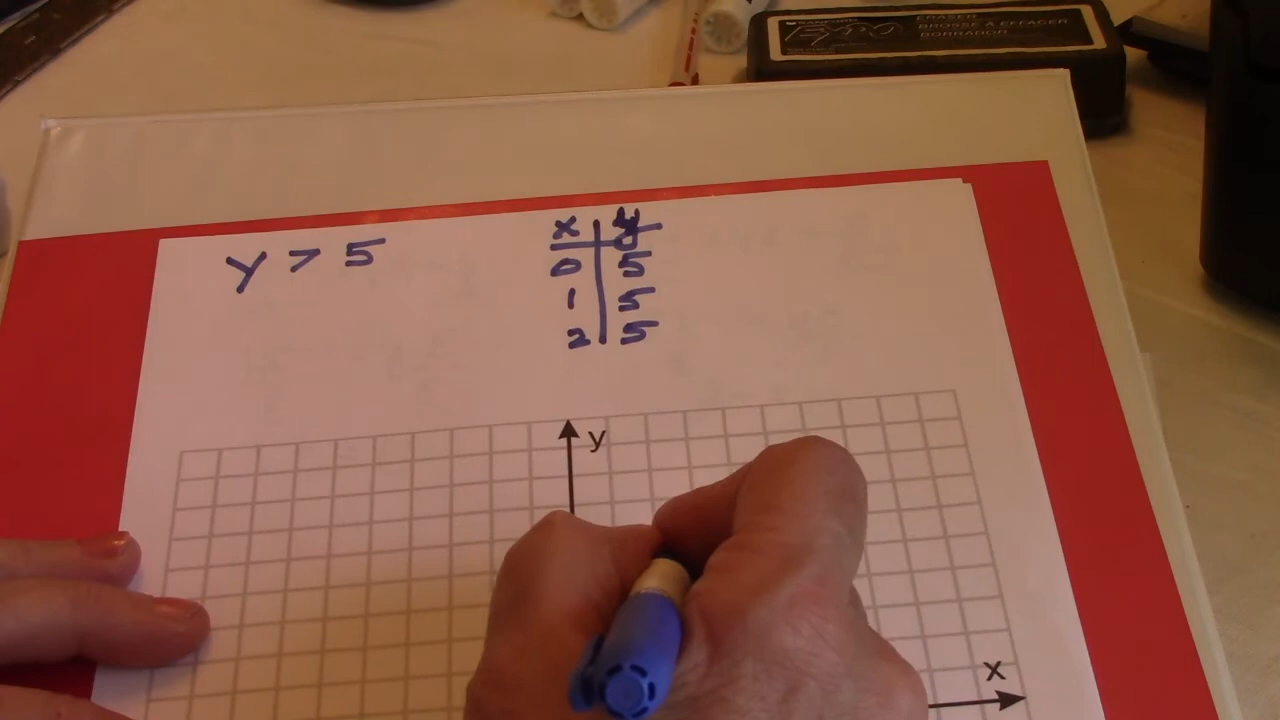 ERASER
EXPO
BROSSE À EFFACER
BORRADOR
y > 5
x y
0 5
1 5
2 5
y
x